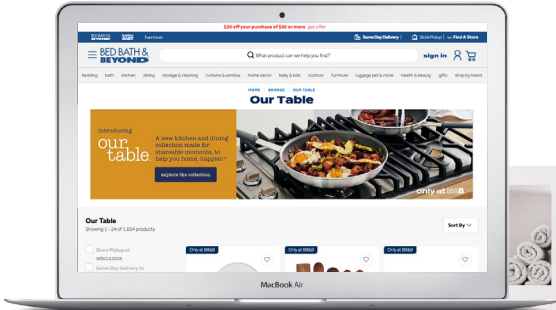 $20 off your purchase of $80 or more get offer
BED BATH &
BEYOND
harmon
Same Day Delivery |
Store Pickup |
Find A Store
BED BATH &
BEYOND
What product can we help you find?
sign in
bedding bath kitchen dining storage & cleaning curtains & window home decor baby & kids outdoor furniture luggage pet & more health & beauty gifts shop by brand
HOME BRANDS OUR TABLE
Our Table
Introducing
our
table.
A new kitchen and dining
collection made for
shareable moments, to
help you home, happier.™
explore the collection
only at BB&B
Our Table
Showing 1 - 24 of 1,034 products
Sort By
Store Pickup at
select a store
Same Day Delivery to
Only at BB&B
Only at BB&B
Only at BB&B
MacBook Air